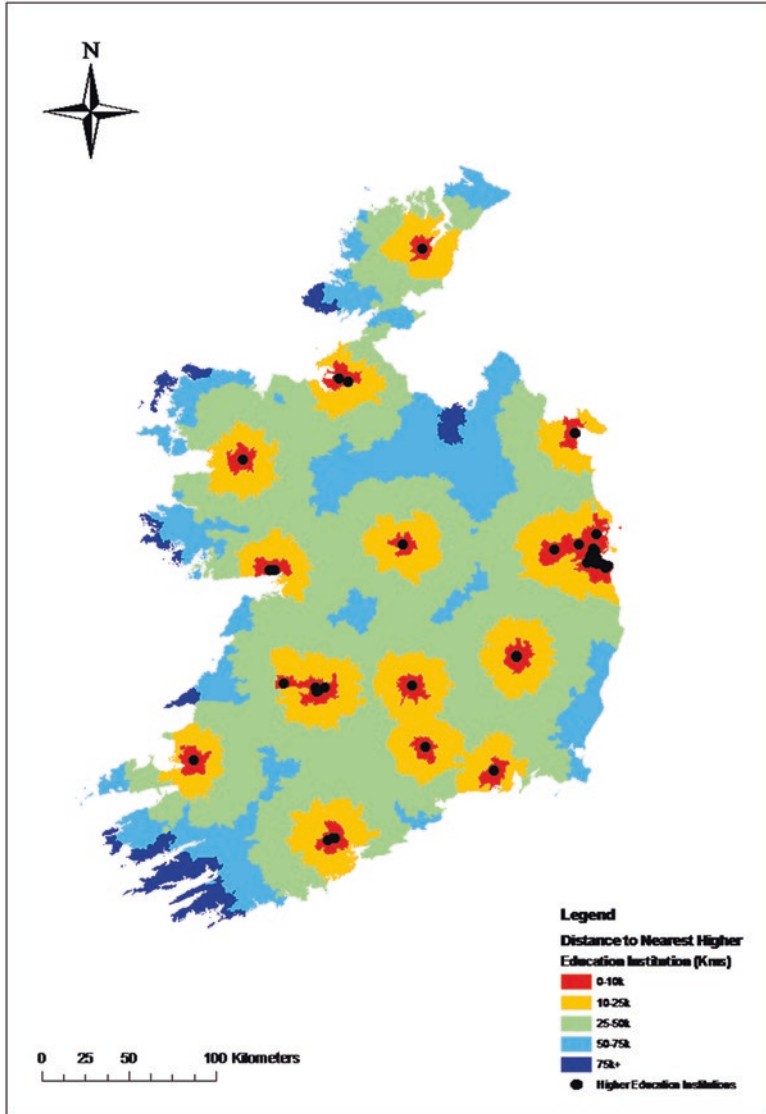 N
Legend
Distance to Nearest Higher
Education Institution (Kms)
0-10k
10-25k
25-50k
50-75k
75k+
Higher Education Institutions
0 25 50 100 Kilometers